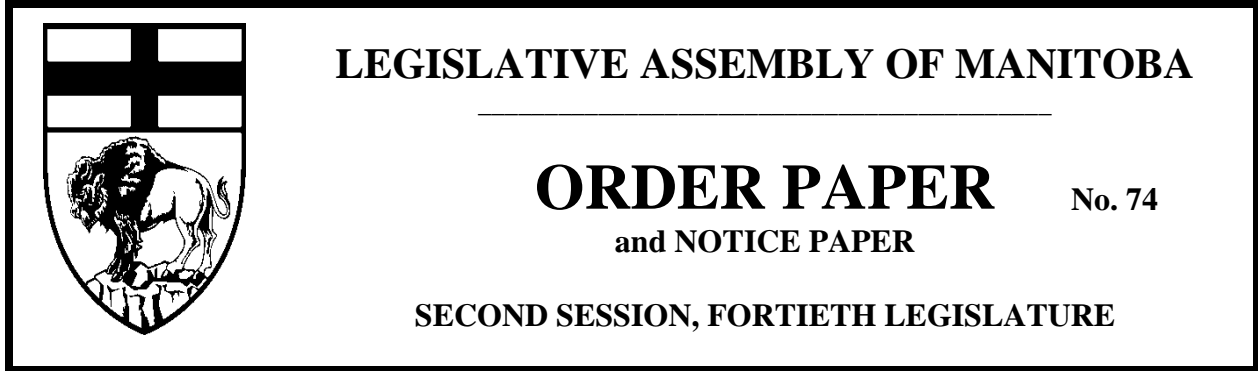 LEGISLATIVE ASSEMBLY OF MANITOBA
ORDER PAPER No. 74
and NOTICE PAPER
SECOND SESSION, FORTIETH LEGISLATURE